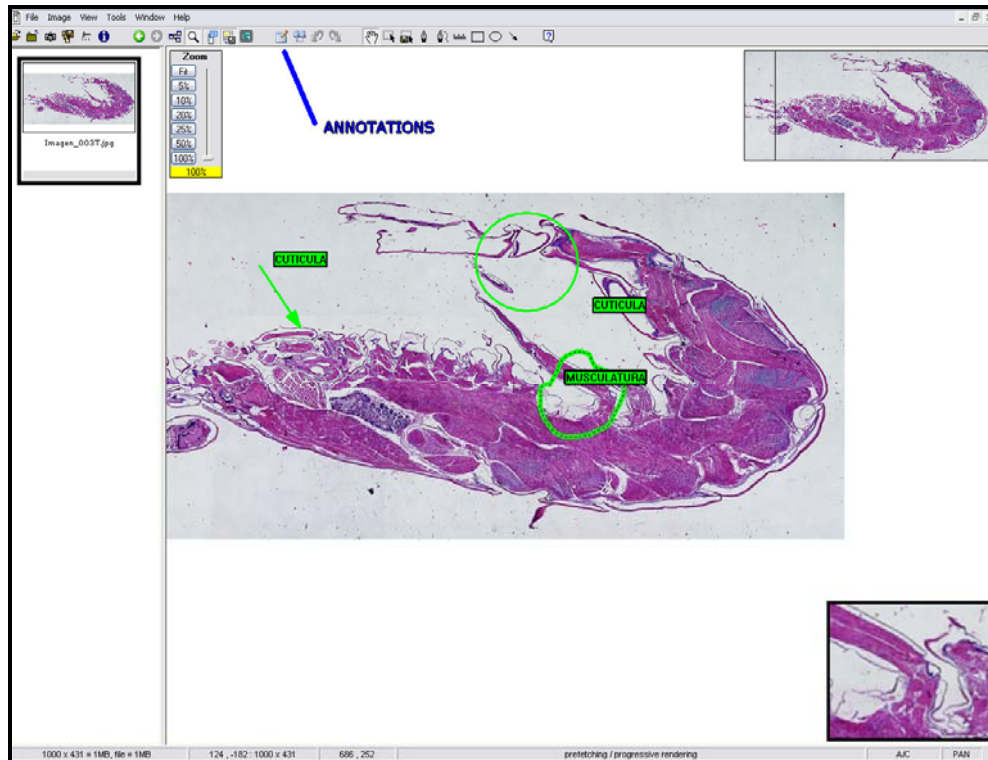 File Image View Tools Window Help
Zoom
Fit
5%
10%
20%
25%
50%
100%
100%
ANNOTATIONS
Imagen_003T.jpg
CUTICULA
CUTICULA
MUSCULATURA
1000 x 431 = 1MB, file = 1MB
124 , -182 : 1000 x 431
686 , 252
prefetching / progressive rendering
A/C
PAN